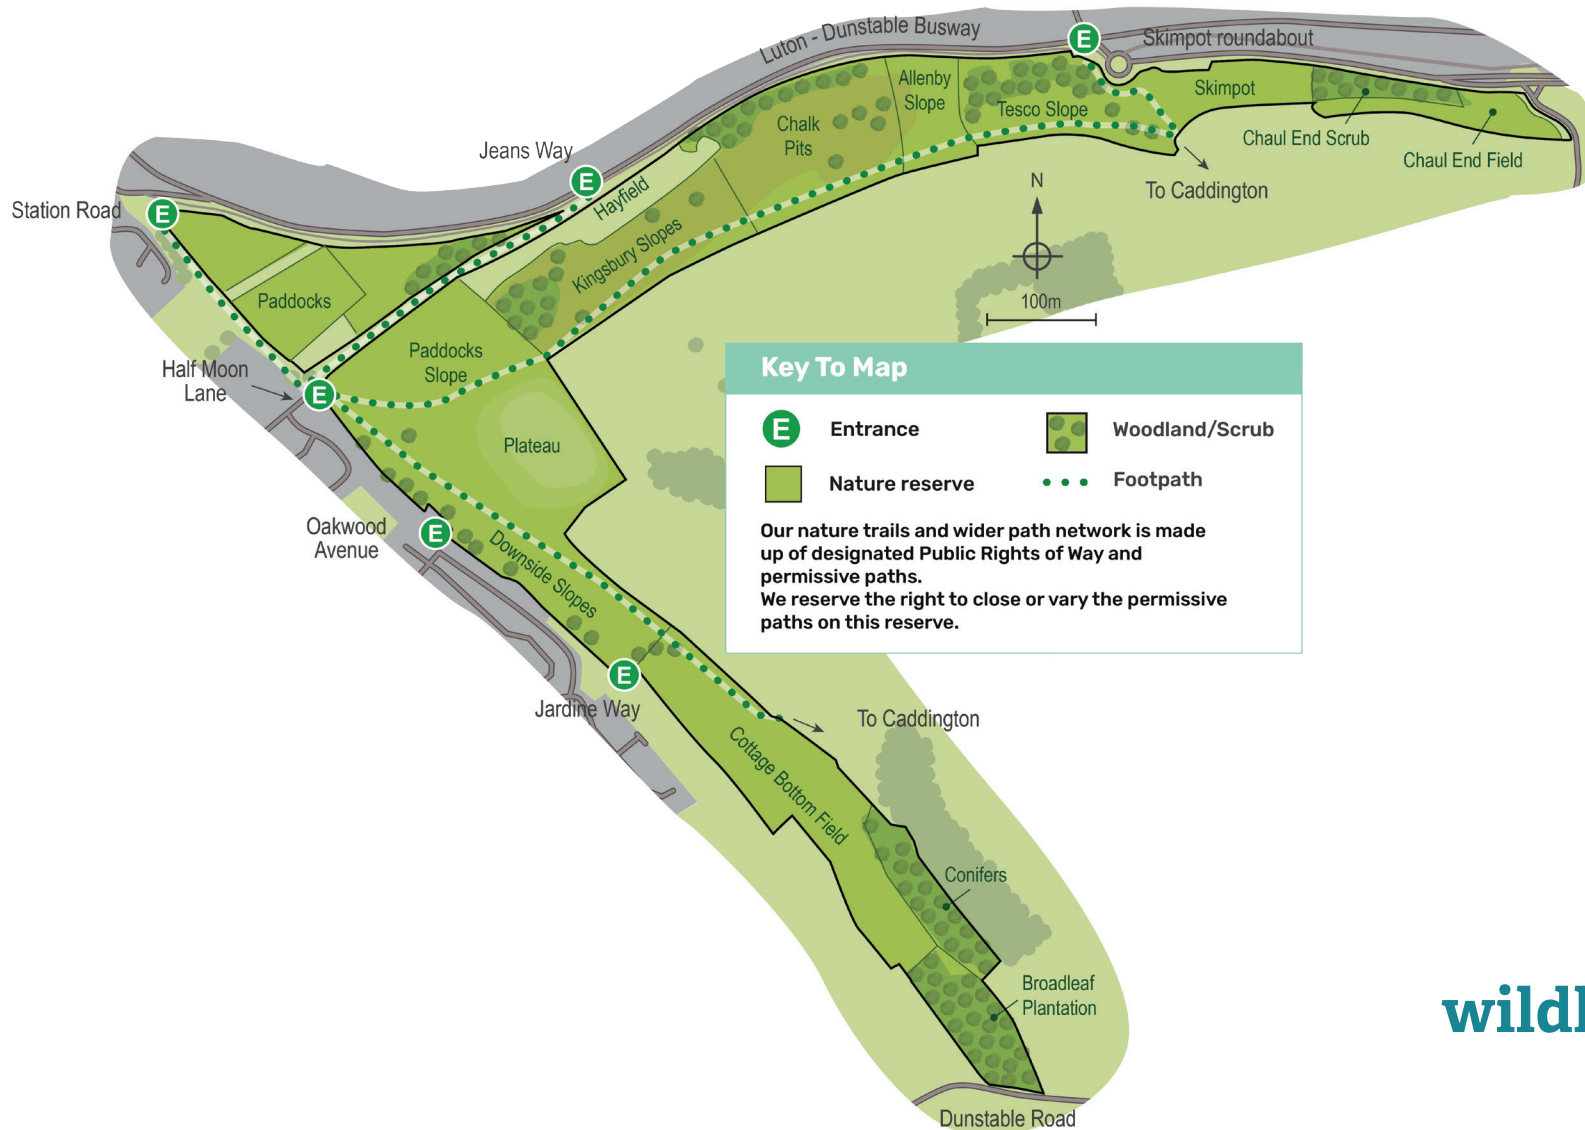 Luton - Dunstable Busway
E
Skimpot roundabout
Allenby
Slope
Skimpot
Tesco Slope
Chalk
Pits
Chaul End Scrub
Chaul End Field
Jeans Way
E
To Caddington
Station Road
E
Hayfield
N
Kingsbury Slopes
100m
Paddocks
Paddocks
Slope
Half Moon
Lane
E
Plateau
Oakwood
Avenue
E
Downside Slopes
E
Jardine Way
To Caddington
Cottage Bottom Field
Conifers
Broadleaf
Plantation
Dunstable Road
Key To Map
E Entrance
Woodland/Scrub
Nature reserve
Footpath
Our nature trails and wider path network is made
up of designated Public Rights of Way and
permissive paths.
We reserve the right to close or vary the permissive
paths on this reserve.